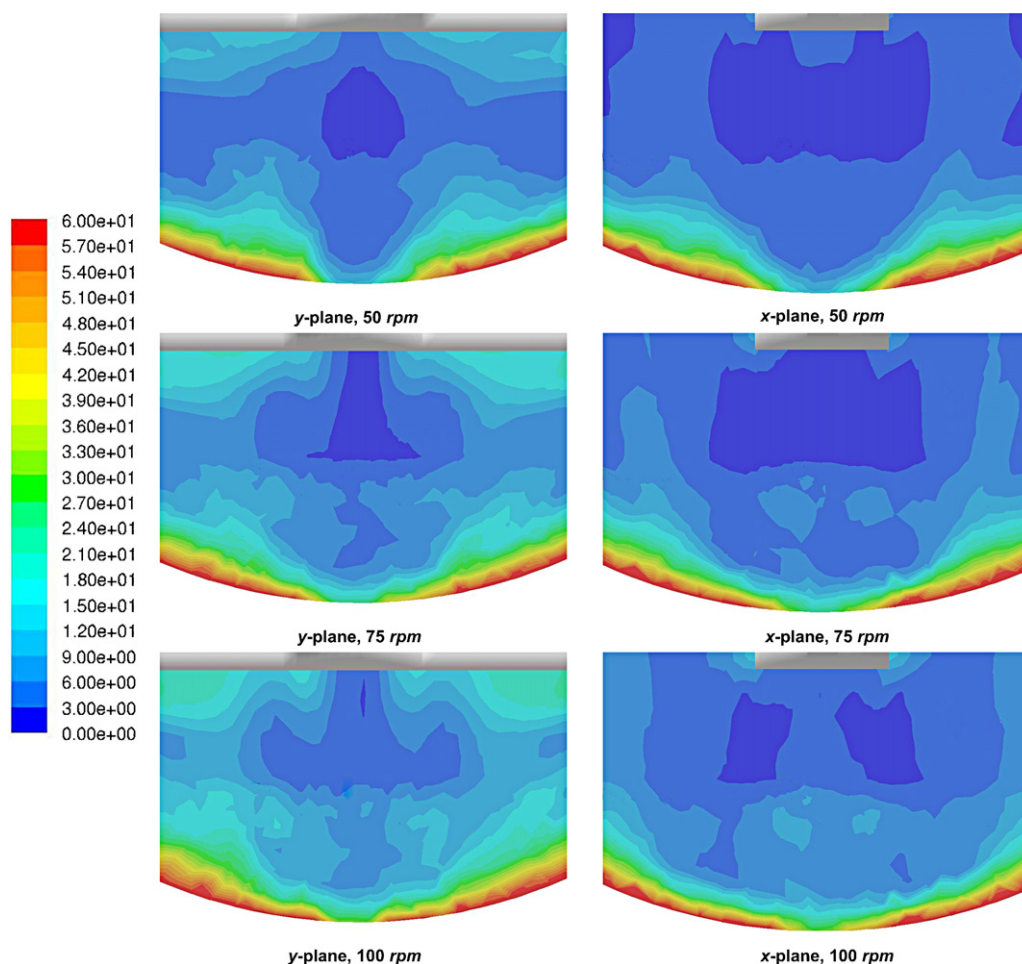 6.00e+01
5.70e+01
5.40e+01
5.10e+01
4.80e+01
4.50e+01
4.20e+01
3.90e+01
3.60e+01
3.30e+01
3.00e+01
2.70e+01
2.40e+01
2.10e+01
1.80e+01
1.50e+01
1.20e+01
9.00e+00
6.00e+00
3.00e+00
0.00e+00
y-plane, 50 rpm
x-plane, 50 rpm
y-plane, 75 rpm
x-plane, 75 rpm
y-plane, 100 rpm
x-plane, 100 rpm